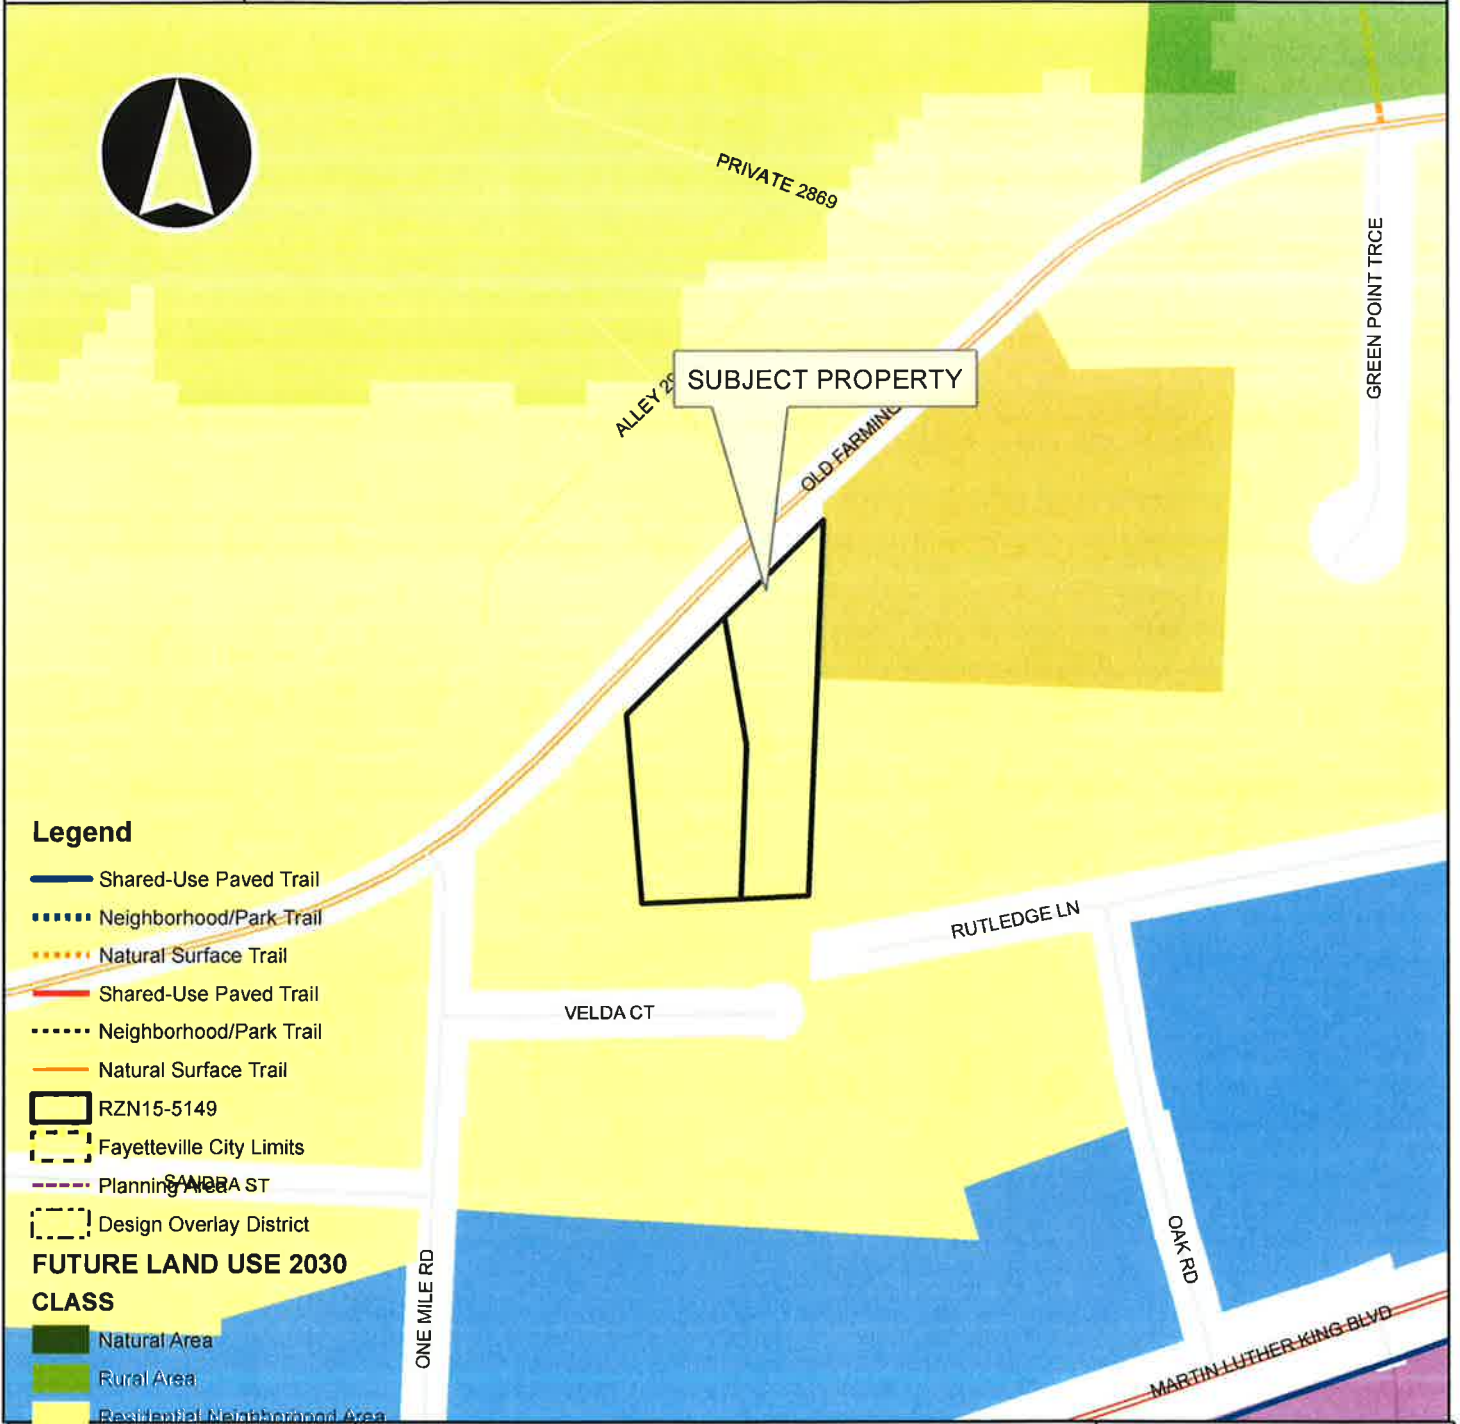 PRIVATE 2869
GREEN POINT TRCE
SUBJECT PROPERTY
ALLEY
OLD FARMING
RUTLEDGE LN
VELDA CT
SANDRA ST
ONE MILE RD
OAK RD
MARTIN LUTHER KING BLVD
Legend
Shared-Use Paved Trail
Neighborhood/Park Trail
Natural Surface Trail
Shared-Use Paved Trail
Neighborhood/Park Trail
Natural Surface Trail
RZN15-5149
Fayetteville City Limits
Planning Area
Design Overlay District
FUTURE LAND USE 2030
CLASS
Natural Area
Rural Area
Residential Neighborhood Area